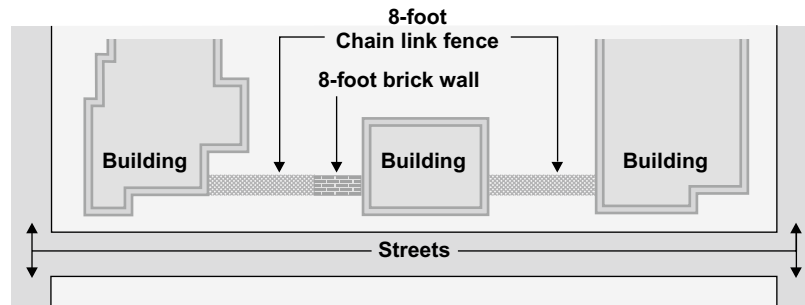 8-foot
Chain link fence
8-foot brick wall
Building
Building
Building
Streets